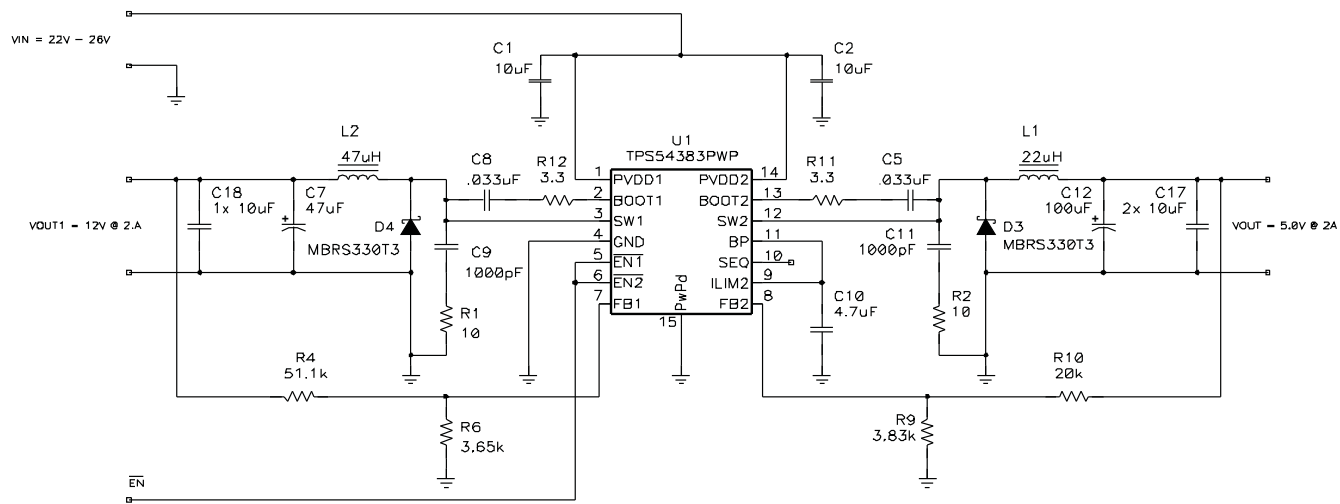 VIN = 22V - 26V
C1
10uF
C2
10uF
L2
47uH
C18
1x 10uF
C7
47uF
VOUT1 = 12V @ 2.A
D4
MBRS330T3
C8
.033uF
R12
3.3
C9
1000pF
R1
10
U1
TPS54383PWP
1
PVDD1
2
BOOT1
3
SW1
4
GND
5
EN1
6
EN2
7
FB1
14
PVDD2
13
BOOT2
12
SW2
11
BP
10
SEQ
9
ILIM2
8
FB2
PwPd
15
R11
3.3
C5
.033uF
C11
1000pF
R2
10
C10
4.7uF
L1
22uH
D3
MBRS330T3
C12
100uF
C17
2x 10uF
VOUT - 5.0V @ 2A
R4
51.1k
R6
3.65k
R10
20k
R9
3.83k
EN